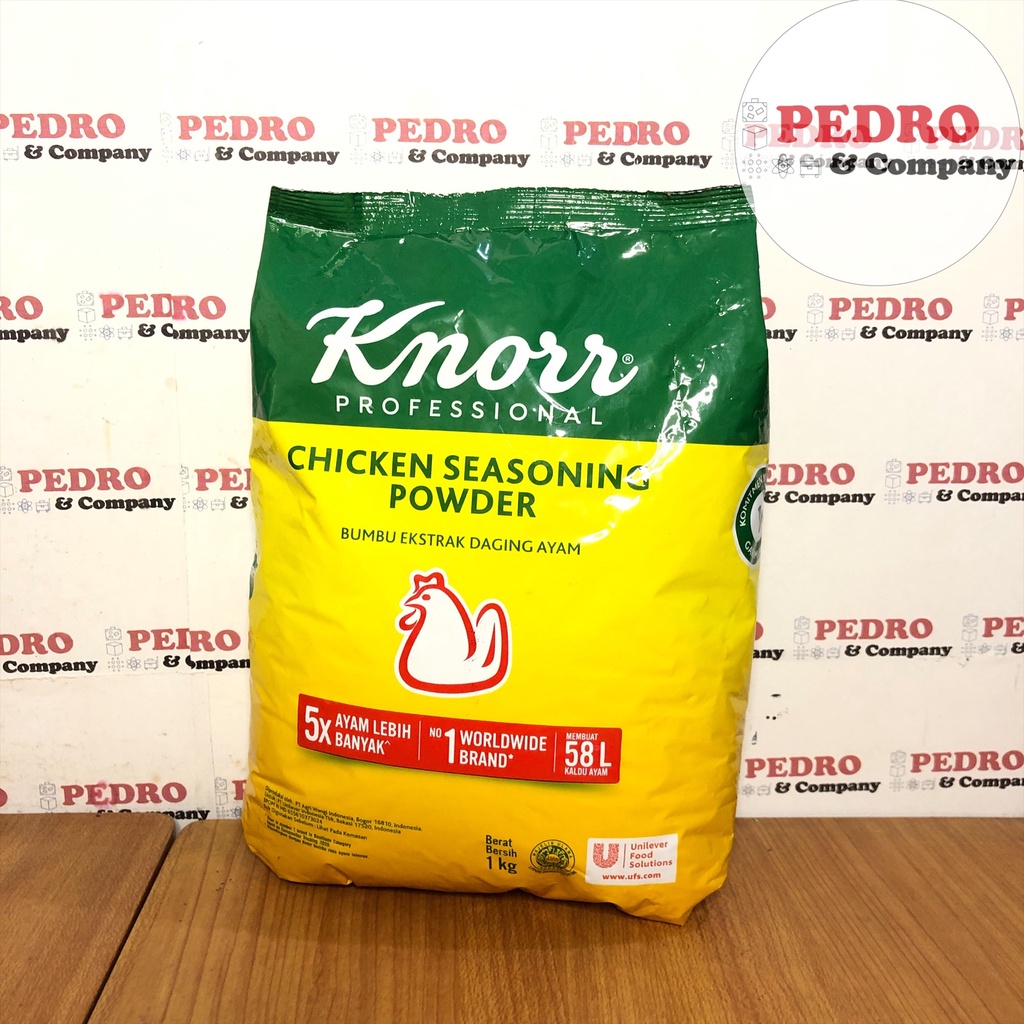 PEDRO
& Company
Knorr®
PROFESSIONAL
CHICKEN SEASONING
POWDER
BUMBU EKSTRAK DAGING AYAM
5X AYAM LEBIH BANYAK^
NO 1 WORLDWIDE BRAND*
MEMBUAT 58L KALDU AYAM
Berat
Bersih
1 kg
Unilever
Food
Solutions
www.ufs.com